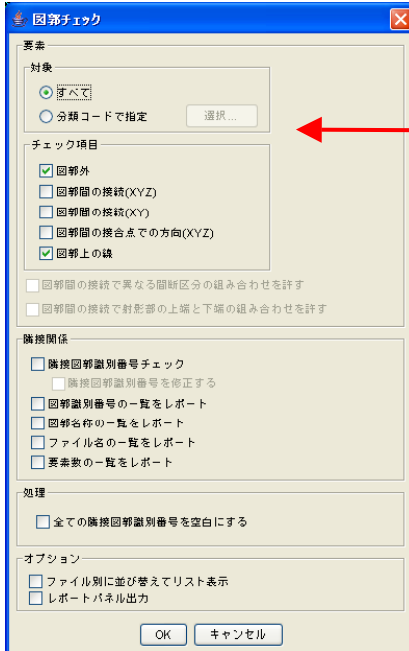 図郭チェック
要素
対象
すべて
分類コードで指定 選択...
チェック項目
図郭外
図郭間の接続(XYZ)
図郭間の接続(XY)
図郭間の接合点での方向(XYZ)
図郭上の線
図郭間の接続で異なる間断区分の組み合わせを許す
図郭間の接続で射影部の上端と下端の組み合わせを許す
隣接関係
隣接図郭識別番号チェック
隣接図郭識別番号を修正する
図郭識別番号の一覧をレポート
図郭名称の一覧をレポート
ファイル名の一覧をレポート
要素数の一覧をレポート
処理
全ての隣接図郭識別番号を空白にする
オプション
ファイル別に並び替えてリスト表示
レポートパネル出力
OK キャンセル